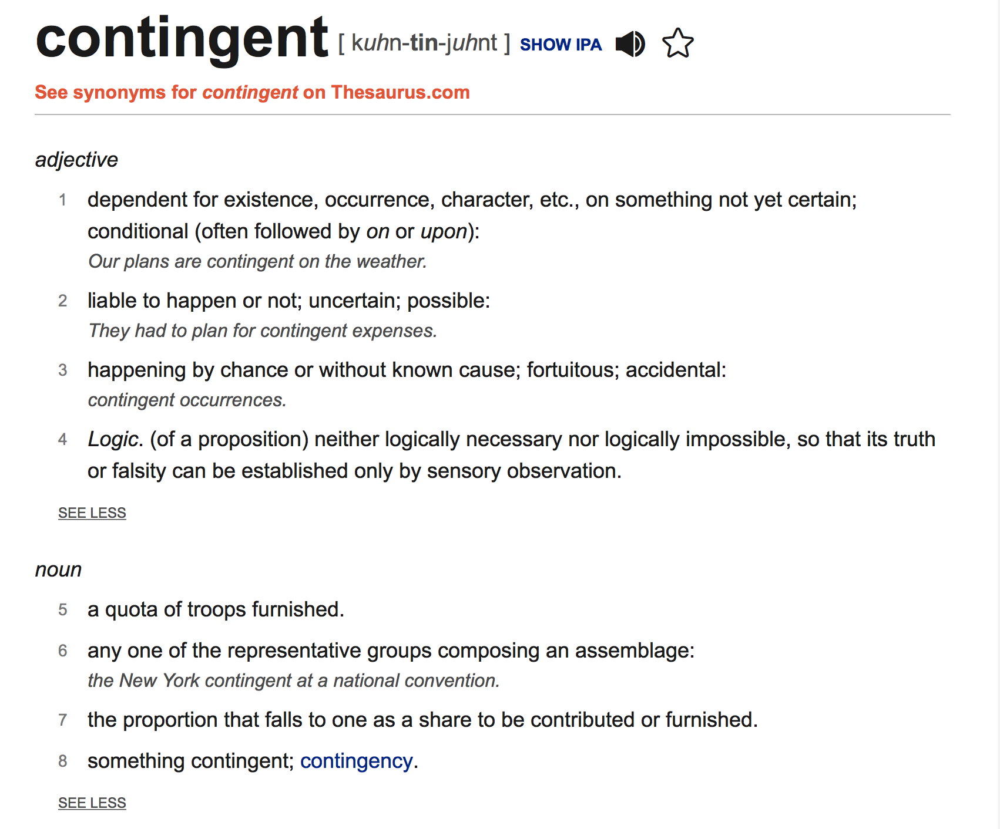 contingent [ kuhn-tin-juhnt ] SHOW IPA
See synonyms for contingent on Thesaurus.com
adjective
1 dependent for existence, occurrence, character, etc., on something not yet certain;
conditional (often followed by on or upon):
Our plans are contingent on the weather.
2 liable to happen or not; uncertain; possible:
They had to plan for contingent expenses.
3 happening by chance or without known cause; fortuitous; accidental:
contingent occurrences.
4 Logic. (of a proposition) neither logically necessary nor logically impossible, so that its truth
or falsity can be established only by sensory observation.
SEE LESS
noun
5 a quota of troops furnished.
6 any one of the representative groups composing an assemblage:
the New York contingent at a national convention.
7 the proportion that falls to one as a share to be contributed or furnished.
8 something contingent; contingency.
SEE LESS